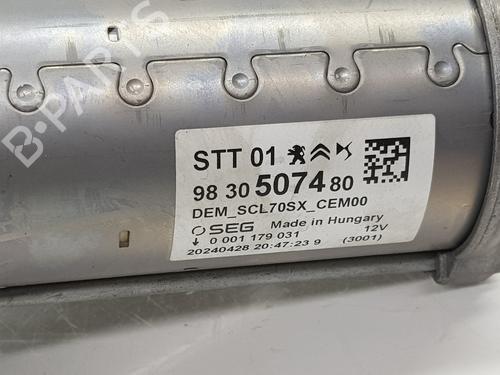 STT 01
98 30 5074 80
DEM_SCL70SX_CEM00
SEG Made in Hungary
0 001 179 031 12V
20240428 20:47:23 9 (3001)
B-PARTS